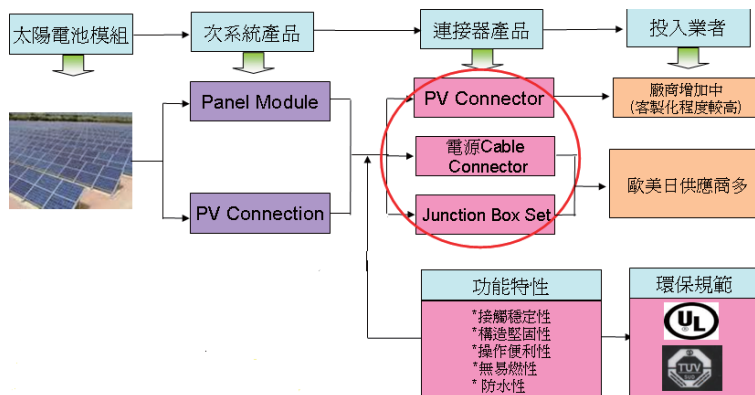 太陽電池模組
次系統產品
連接器產品
投入業者
Panel Module
PV Connection
PV Connector
電源Cable
Connector
Junction Box Set
廠商增加中
(客製化程度較高)
歐美日供應商多
功能特性
*接觸穩定性
*構造堅固性
*操作便利性
*無易燃性
*防水性
環保規範
UL
TUV